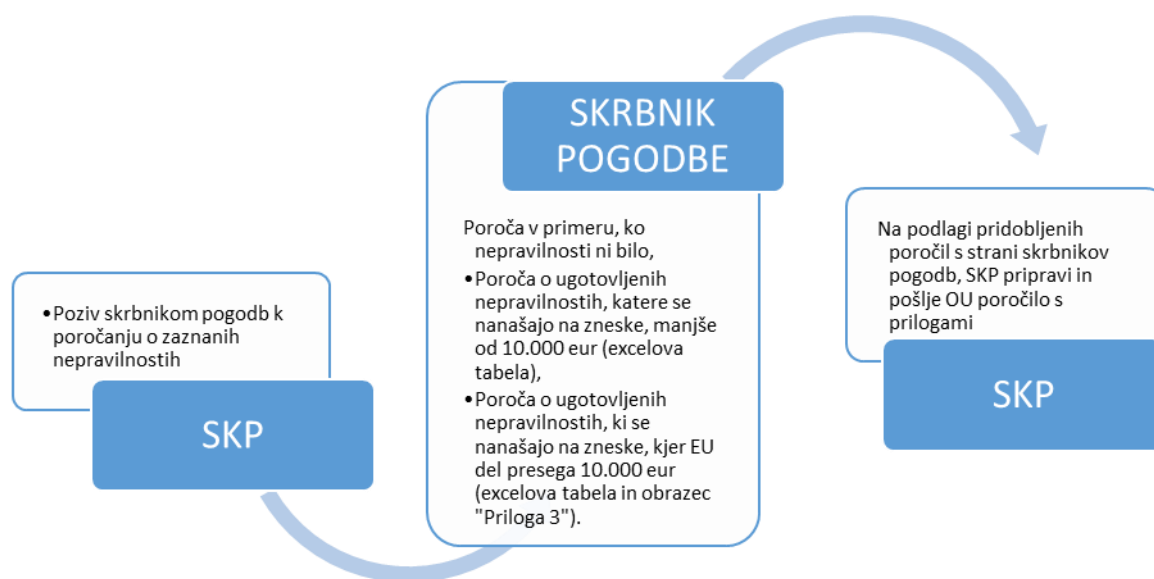 •Poziv skrbnikom pogodb k
poročanju o zaznanih
nepravilnostih
SKP
SKRBNIK
POGODBE
Poroča v primeru, ko
nepravilnosti ni bilo,
•Poroča o ugotovljenih
nepravilnostih, katere se
nanašajo na zneske, manjše
od 10.000 eur (excelova
tabela),
•Poroča o ugotovljenih
nepravilnostih, ki se
nanašajo na zneske, kjer EU
del presega 10.000 eur
(excelova tabela in obrazec
"Priloga 3").
Na podlagi pridobljenih
poročil s strani skrbnikov
pogodb, SKP pripravi in
pošlje OU poročilo s
prilogami
SKP